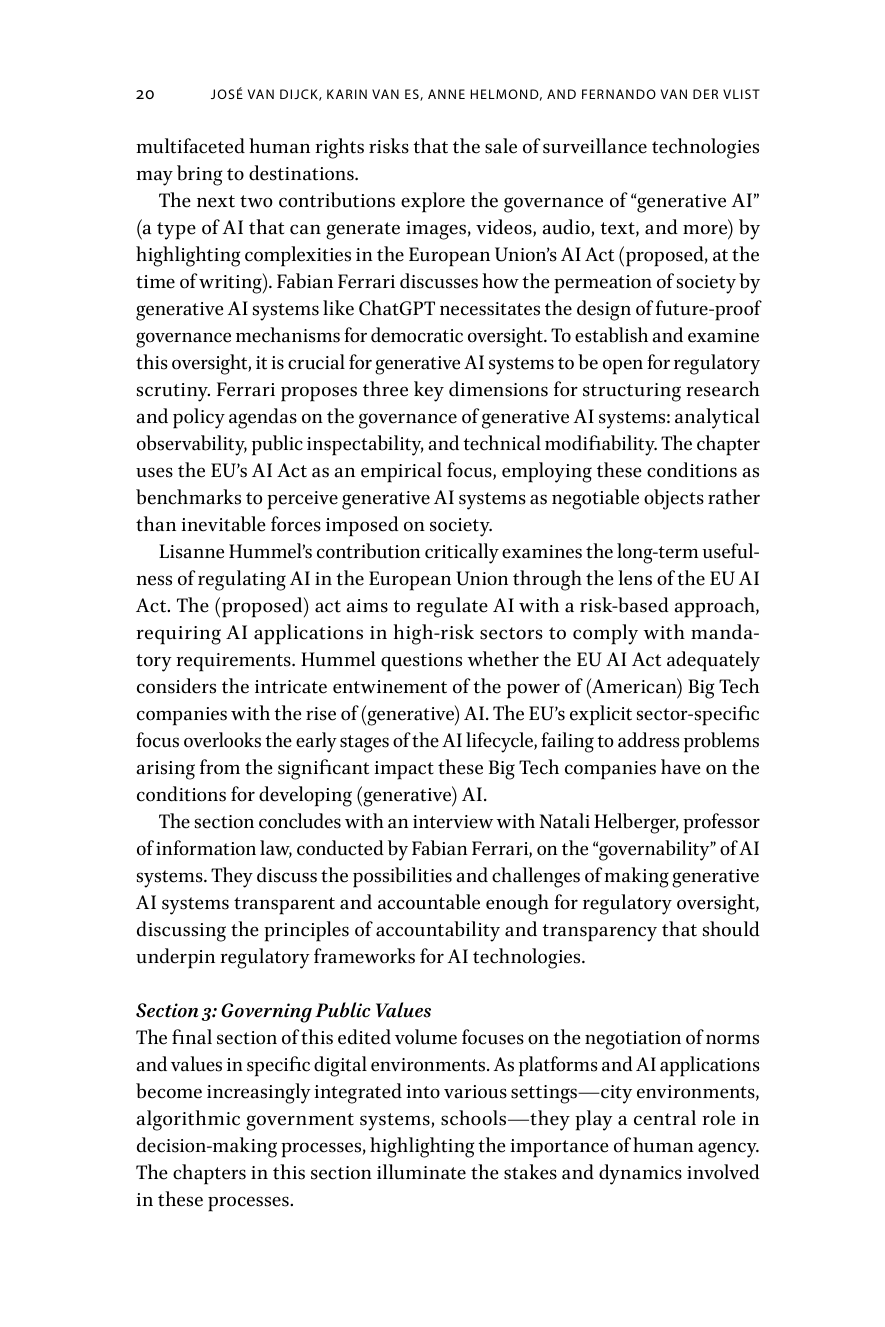 20 JOSÉ VAN DIJCK, KARIN VAN ES, ANNE HELMOND, AND FERNANDO VAN DER VLIST
multifaceted human rights risks that the sale of surveillance technologies
may bring to destinations.
The next two contributions explore the governance of “generative AI”
(a type of AI that can generate images, videos, audio, text, and more) by
highlighting complexities in the European Union’s AI Act (proposed, at the
time of writing). Fabian Ferrari discusses how the permeation of society by
generative AI systems like ChatGPT necessitates the design of future-proof
governance mechanisms for democratic oversight. To establish and examine
this oversight, it is crucial for generative AI systems to be open for regulatory
scrutiny. Ferrari proposes three key dimensions for structuring research
and policy agendas on the governance of generative AI systems: analytical
observability, public inspectability, and technical modifiability. The chapter
uses the EU’s AI Act as an empirical focus, employing these conditions as
benchmarks to perceive generative AI systems as negotiable objects rather
than inevitable forces imposed on society.
Lisanne Hummel’s contribution critically examines the long-term useful-
ness of regulating AI in the European Union through the lens of the EU AI
Act. The (proposed) act aims to regulate AI with a risk-based approach,
requiring AI applications in high-risk sectors to comply with manda-
tory requirements. Hummel questions whether the EU AI Act adequately
considers the intricate entwinement of the power of (American) Big Tech
companies with the rise of (generative) AI. The EU’s explicit sector-specific
focus overlooks the early stages of the AI lifecycle, failing to address problems
arising from the significant impact these Big Tech companies have on the
conditions for developing (generative) AI.
The section concludes with an interview with Natali Helberger, professor
of information law, conducted by Fabian Ferrari, on the “governability” of AI
systems. They discuss the possibilities and challenges of making generative
AI systems transparent and accountable enough for regulatory oversight,
discussing the principles of accountability and transparency that should
underpin regulatory frameworks for AI technologies.
Section 3: Governing Public Values
The final section of this edited volume focuses on the negotiation of norms
and values in specific digital environments. As platforms and AI applications
become increasingly integrated into various settings—city environments,
algorithmic government systems, schools—they play a central role in
decision-making processes, highlighting the importance of human agency.
The chapters in this section illuminate the stakes and dynamics involved
in these processes.